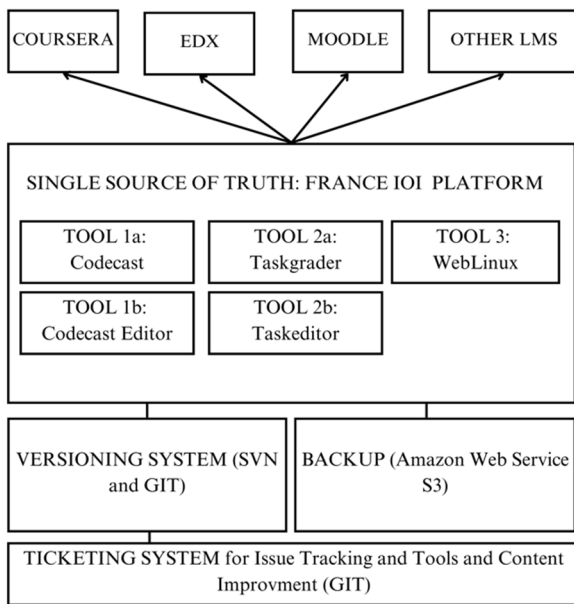 COURSERA
EDX
MOODLE
OTHER LMS
SINGLE SOURCE OF TRUTH: FRANCE IOI PLATFORM
TOOL 1a:
Codecast
TOOL 2a:
Taskgrader
TOOL 3:
WebLinux
TOOL 1b:
Codecast Editor
TOOL 2b:
Taskeditor
VERSIONING SYSTEM (SVN
and GIT)
BACKUP (Amazon Web Service
S3)
TICKETING SYSTEM for Issue Tracking and Tools and Content
Improvment (GIT)